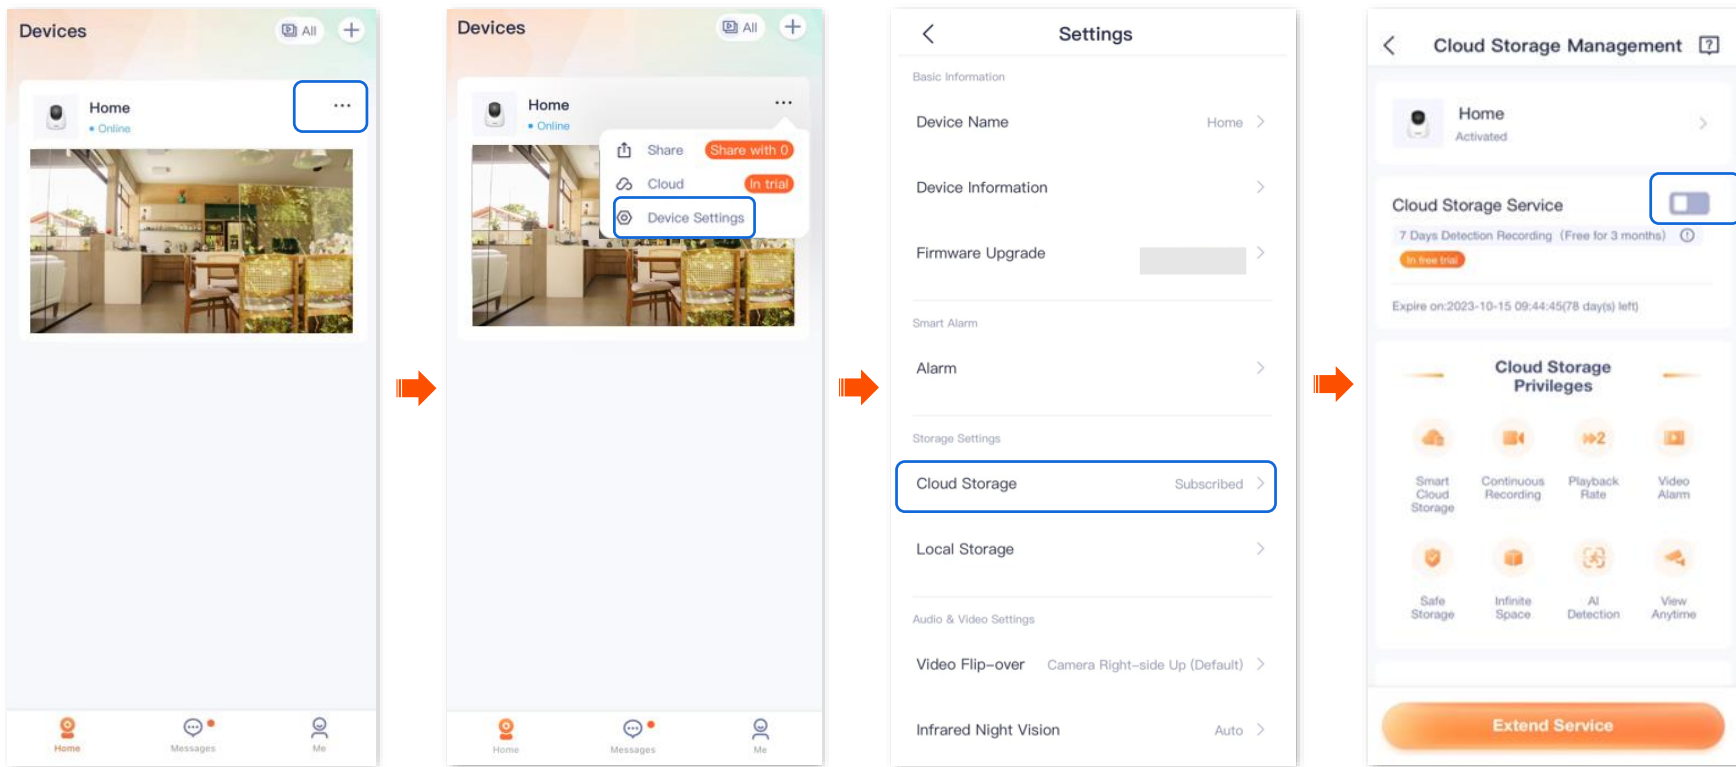 Devices
All
Home
• Online
Home
Messages
Me
Devices
All
Home
• Online
Share
Share with 0
Cloud
In trial
Device Settings
Home
Messages
Me
Settings
Basic Information
Device Name
Home
Device Information
Firmware Upgrade
Smart Alarm
Alarm
Storage Settings
Cloud Storage
Subscribed
Local Storage
Audio & Video Settings
Video Flip-over
Camera Right-side Up (Default)
Infrared Night Vision
Auto
Cloud Storage Management
Home
Activated
Cloud Storage Service
7 Days Detection Recording (Free for 3 months)
In free trial
Expire on:2023-10-15 09:44:45(78 day(s) left)
Cloud Storage
Privileges
2
Smart
Cloud
Storage
Continuous
Recording
Playback
Rate
Video
Alarm
Safe
Storage
Infinite
Space
AI
Detection
View
Anytime
Extend Service